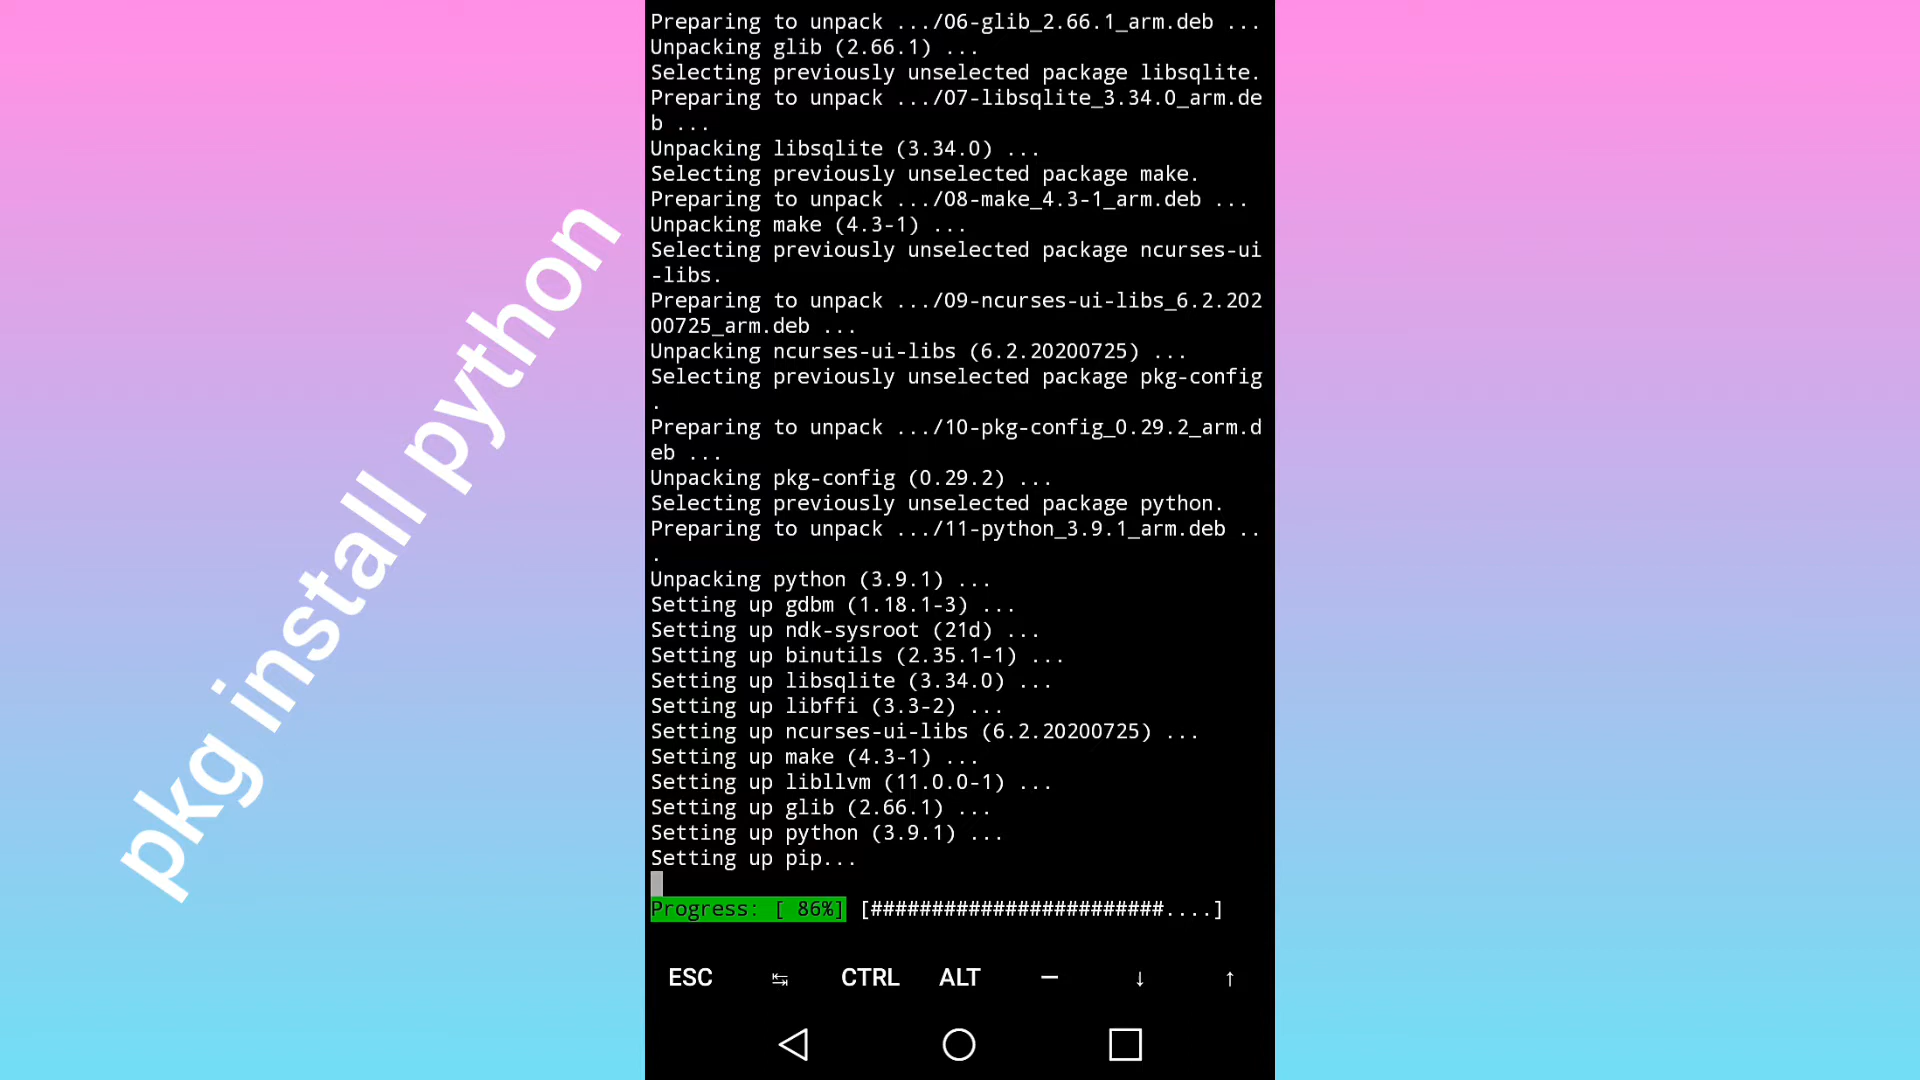 pkg install python
Preparing to unpack .../06-glib_2.66.1_arm.deb ...
Unpacking glib (2.66.1) ...
Selecting previously unselected package libsqlite.
Preparing to unpack .../07-libsqlite_3.34.0_arm.de
b ...
Unpacking libsqlite (3.34.0) ...
Selecting previously unselected package make.
Preparing to unpack .../08-make_4.3-1_arm.deb ...
Unpacking make (4.3-1) ...
Selecting previously unselected package ncurses-ui
-libs.
Preparing to unpack .../09-ncurses-ui-libs_6.2.202
00725_arm.deb ...
Unpacking ncurses-ui-libs (6.2.20200725) ...
Selecting previously unselected package pkg-config
.
Preparing to unpack .../10-pkg-config_0.29.2_arm.d
eb ...
Unpacking pkg-config (0.29.2) ...
Selecting previously unselected package python.
Preparing to unpack .../11-python_3.9.1_arm.deb ..
.
Unpacking python (3.9.1) ...
Setting up gdbm (1.18.1-3) ...
Setting up ndk-sysroot (21d) ...
Setting up binutils (2.35.1-1) ...
Setting up libsqlite (3.34.0) ...
Setting up libffi (3.3-2) ...
Setting up ncurses-ui-libs (6.2.20200725) ...
Setting up make (4.3-1) ...
Setting up libllvm (11.0.0-1) ...
Setting up glib (2.66.1) ...
Setting up python (3.9.1) ...
Setting up pip...
Progress: [ 86%] [########################....]
ESC ↹ CTRL ALT — ↓ ↑